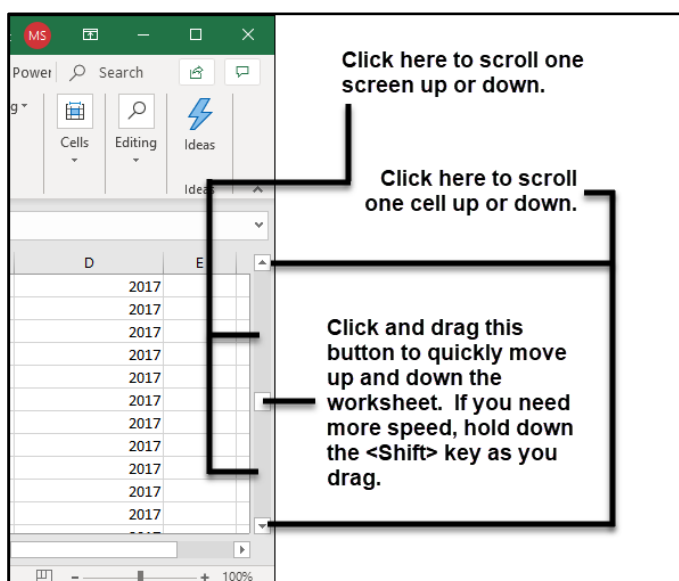 MS
Power Search
g
Cells Editing Ideas
Ideas
Click here to scroll one
screen up or down.
Click here to scroll
one cell up or down.
D E
2017
2017
2017
2017
2017
2017
2017
2017
2017
2017
2017
Click and drag this
button to quickly move
up and down the
worksheet. If you need
more speed, hold down
the <Shift> key as you
drag.
- + 100%